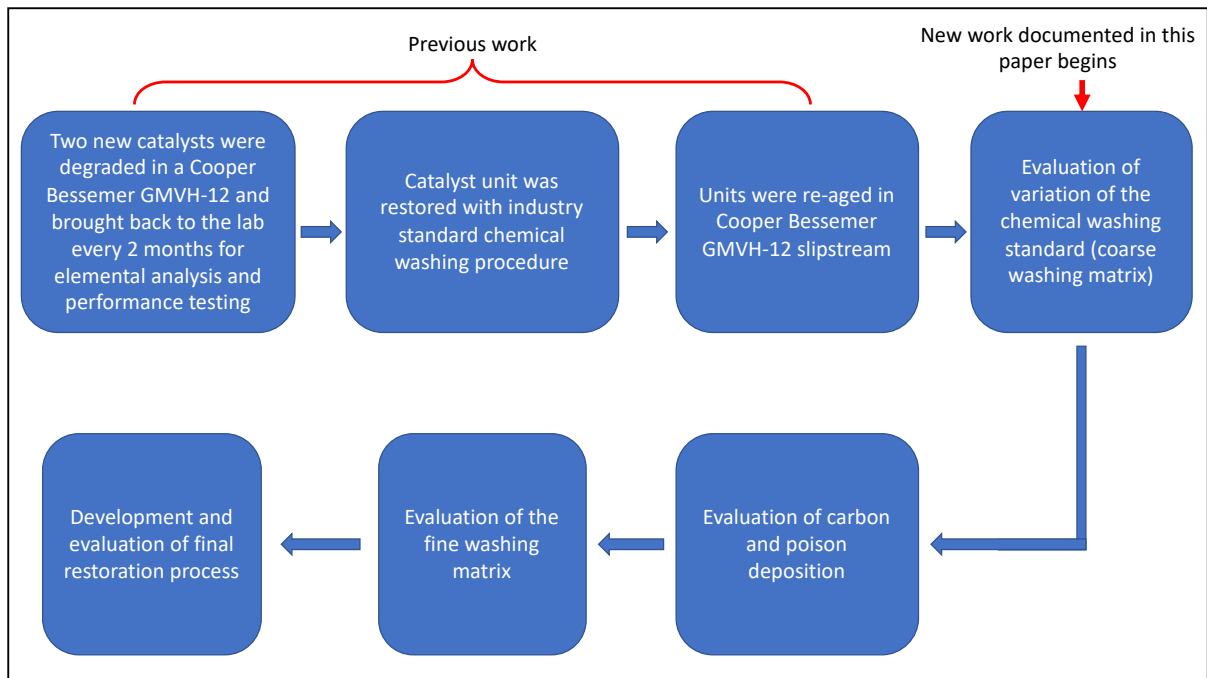 Previous work
New work documented in this
paper begins
Two new catalysts were
degraded in a Cooper
Bessemer GMVH-12 and
brought back to the lab
every 2 months for
elemental analysis and
performance testing
Catalyst unit was
restored with industry
standard chemical
washing procedure
Units were re-aged in
Cooper Bessemer
GMVH-12 slipstream
Evaluation of
variation of the
chemical washing
standard (coarse
washing matrix)
Evaluation of carbon
and poison
deposition
Evaluation of the
fine washing
matrix
Development and
evaluation of final
restoration process